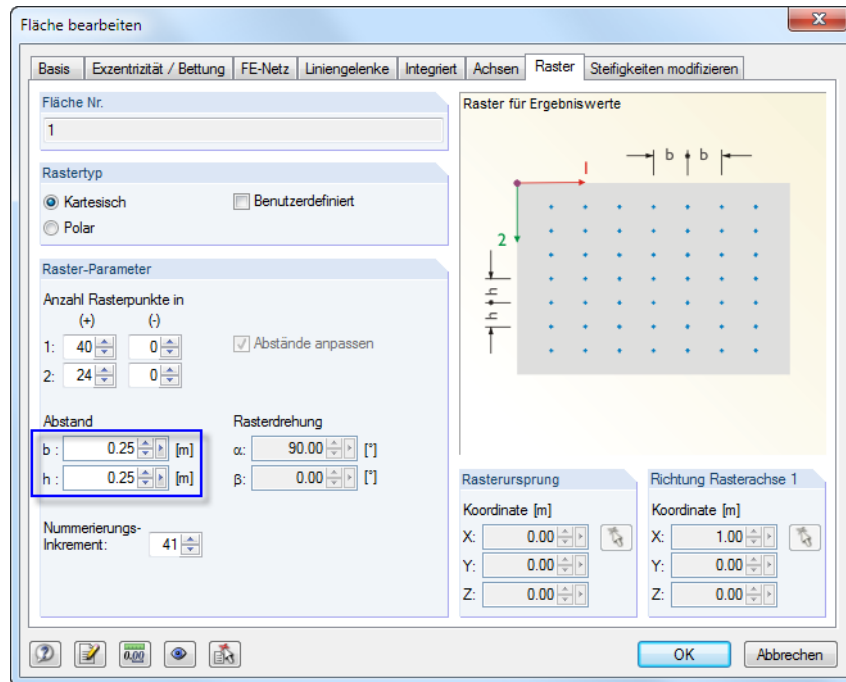 Fläche bearbeiten
Basis Exzentrizität / Bettung FE-Netz Liniengelenke Integriert Achsen Raster Steifigkeiten modifizieren
Fläche Nr.
1
Rastertyp
Kartesisch Benutzerdefiniert
Polar
Raster-Parameter
Anzahl Rasterpunkte in
(+) (-)
1: 40 0 Abstände anpassen
2: 24 0
Abstand Rasterdrehung
b : 0.25 [m] α: 90.00 [°]
h : 0.25 [m] β: 0.00 [°]
Nummerierungs-
Inkrement: 41
Raster für Ergebniswerte
b b
1
2
h
h
Rasterursprung
Koordinate [m]
X: 0.00
Y: 0.00
Z: 0.00
Richtung Rasterachse 1
Koordinate [m]
X: 1.00
Y: 0.00
Z: 0.00
0.00
OK Abbrechen